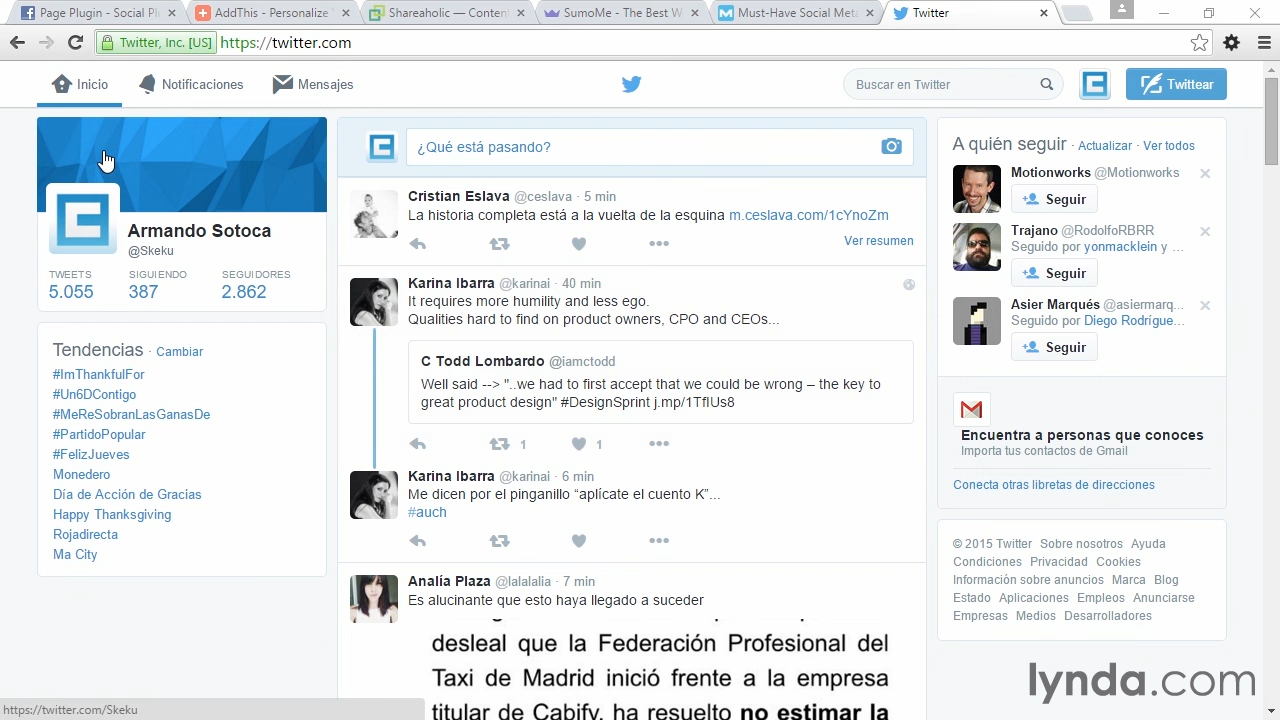 Page Plugin - Social Pl
AddThis - Personalize
Shareaholic — Conten
SumoMe - The Best W
Must-Have Social Meta
Twitter
Twitter, Inc. [US]
https://twitter.com
Inicio
Notificaciones
Mensajes
Buscar en Twitter
Twittear
Armando Sotoca
@Skeku
TWEETS SIGUIENDO SEGUIDORES
5.055 387 2.862
Tendencias · Cambiar
#ImThankfulFor
#Un6DContigo
#MeReSobranLasGanasDe
#PartidoPopular
#FelizJueves
Monedero
Día de Acción de Gracias
Happy Thanksgiving
Rojadirecta
Ma City
¿Qué está pasando?
Cristian Eslava @ceslava · 5 min
La historia completa está a la vuelta de la esquina m.ceslava.com/1cYnoZm
Ver resumen
Karina Ibarra @karinai · 40 min
It requires more humility and less ego.
Qualities hard to find on product owners, CPO and CEOs...
C Todd Lombardo @iamctodd
Well said --> "..we had to first accept that we could be wrong – the key to
great product design" #DesignSprint j.mp/1TflUs8
1 1
Karina Ibarra @karinai · 6 min
Me dicen por el pinganillo “aplícate el cuento K”...
#auch
Analía Plaza @lalalalia · 7 min
Es alucinante que esto haya llegado a suceder
desleal que la Federación Profesional del
Taxi de Madrid inició frente a la empresa
titular de Cabify, ha resuelto no estimar la
A quién seguir · Actualizar · Ver todos
Motionworks @Motionworks
Seguir
Trajano @RodolfoRBRR
Seguido por yonmacklein y ...
Seguir
Asier Marqués @asiermarq...
Seguido por Diego Rodrígue...
Seguir
Encuentra a personas que conoces
Importa tus contactos de Gmail
Conecta otras libretas de direcciones
© 2015 Twitter Sobre nosotros Ayuda
Condiciones Privacidad Cookies
Información sobre anuncios Marca Blog
Estado Aplicaciones Empleos Anunciarse
Empresas Medios Desarrolladores
https://twitter.com/Skeku
lynda.com